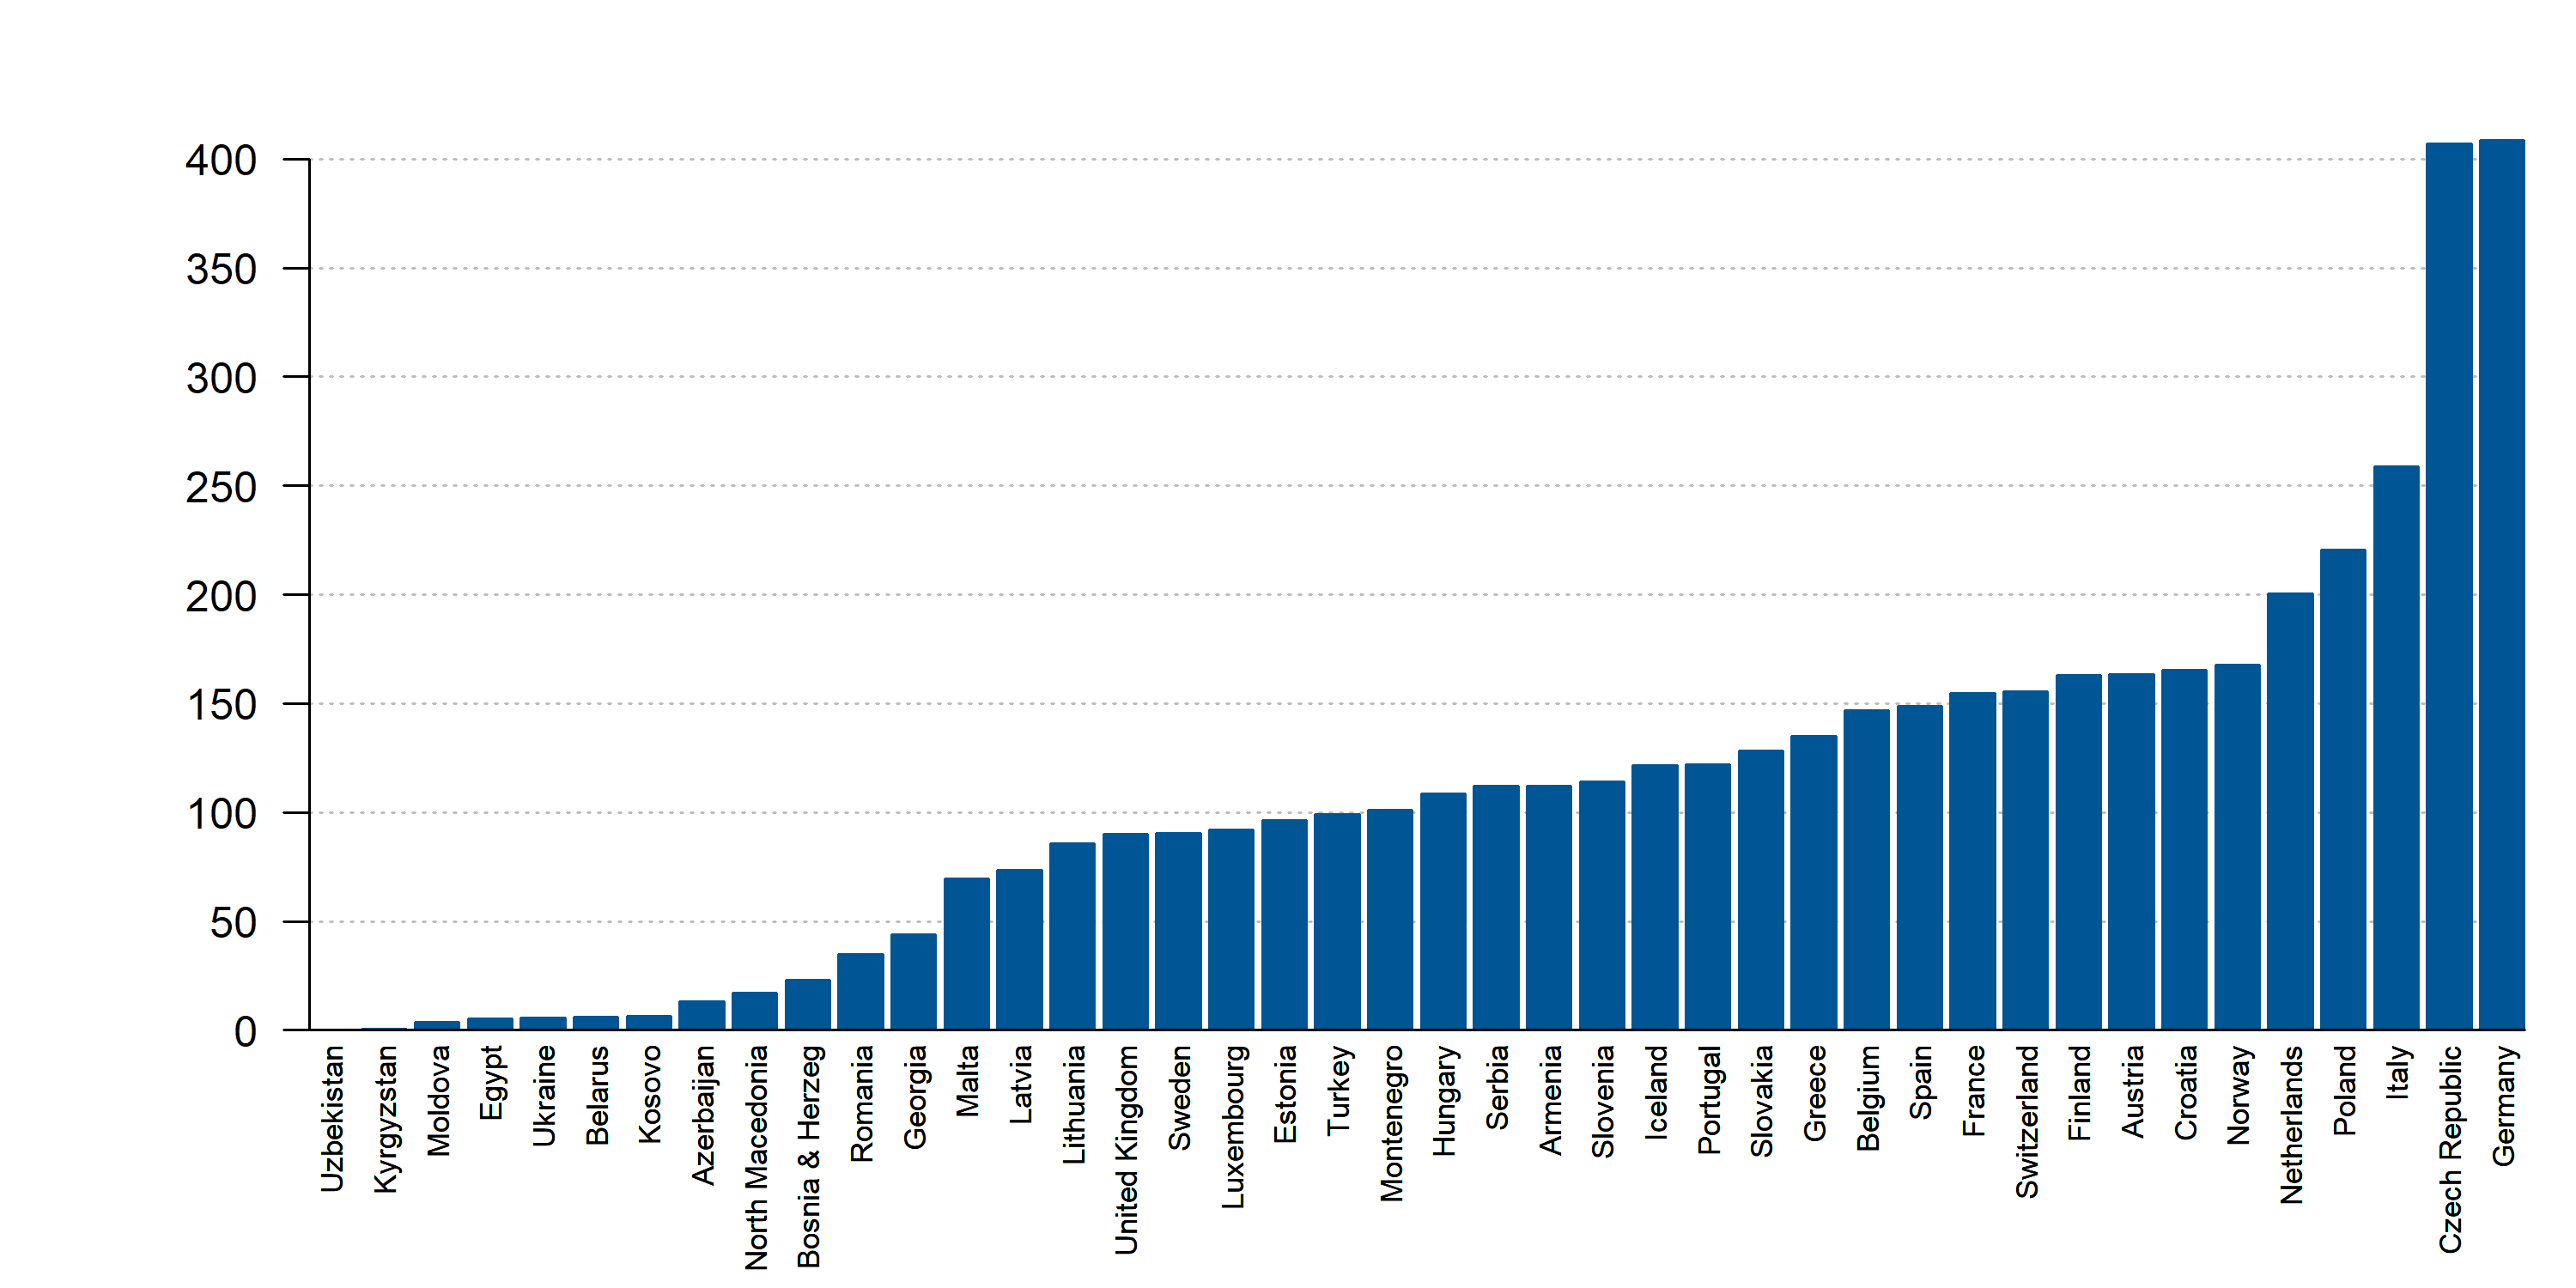 400
350
300
250
200
150
100
50
0
Uzbekistan
Kyrgyzstan
Moldova
Egypt
Ukraine
Belarus
Kosovo
Azerbaijan
North Macedonia
Bosnia & Herzeg
Romania
Georgia
Malta
Latvia
Lithuania
United Kingdom
Sweden
Luxembourg
Estonia
Turkey
Montenegro
Hungary
Serbia
Armenia
Slovenia
Iceland
Portugal
Slovakia
Greece
Belgium
Spain
France
Switzerland
Finland
Austria
Croatia
Norway
Netherlands
Poland
Italy
Czech Republic
Germany